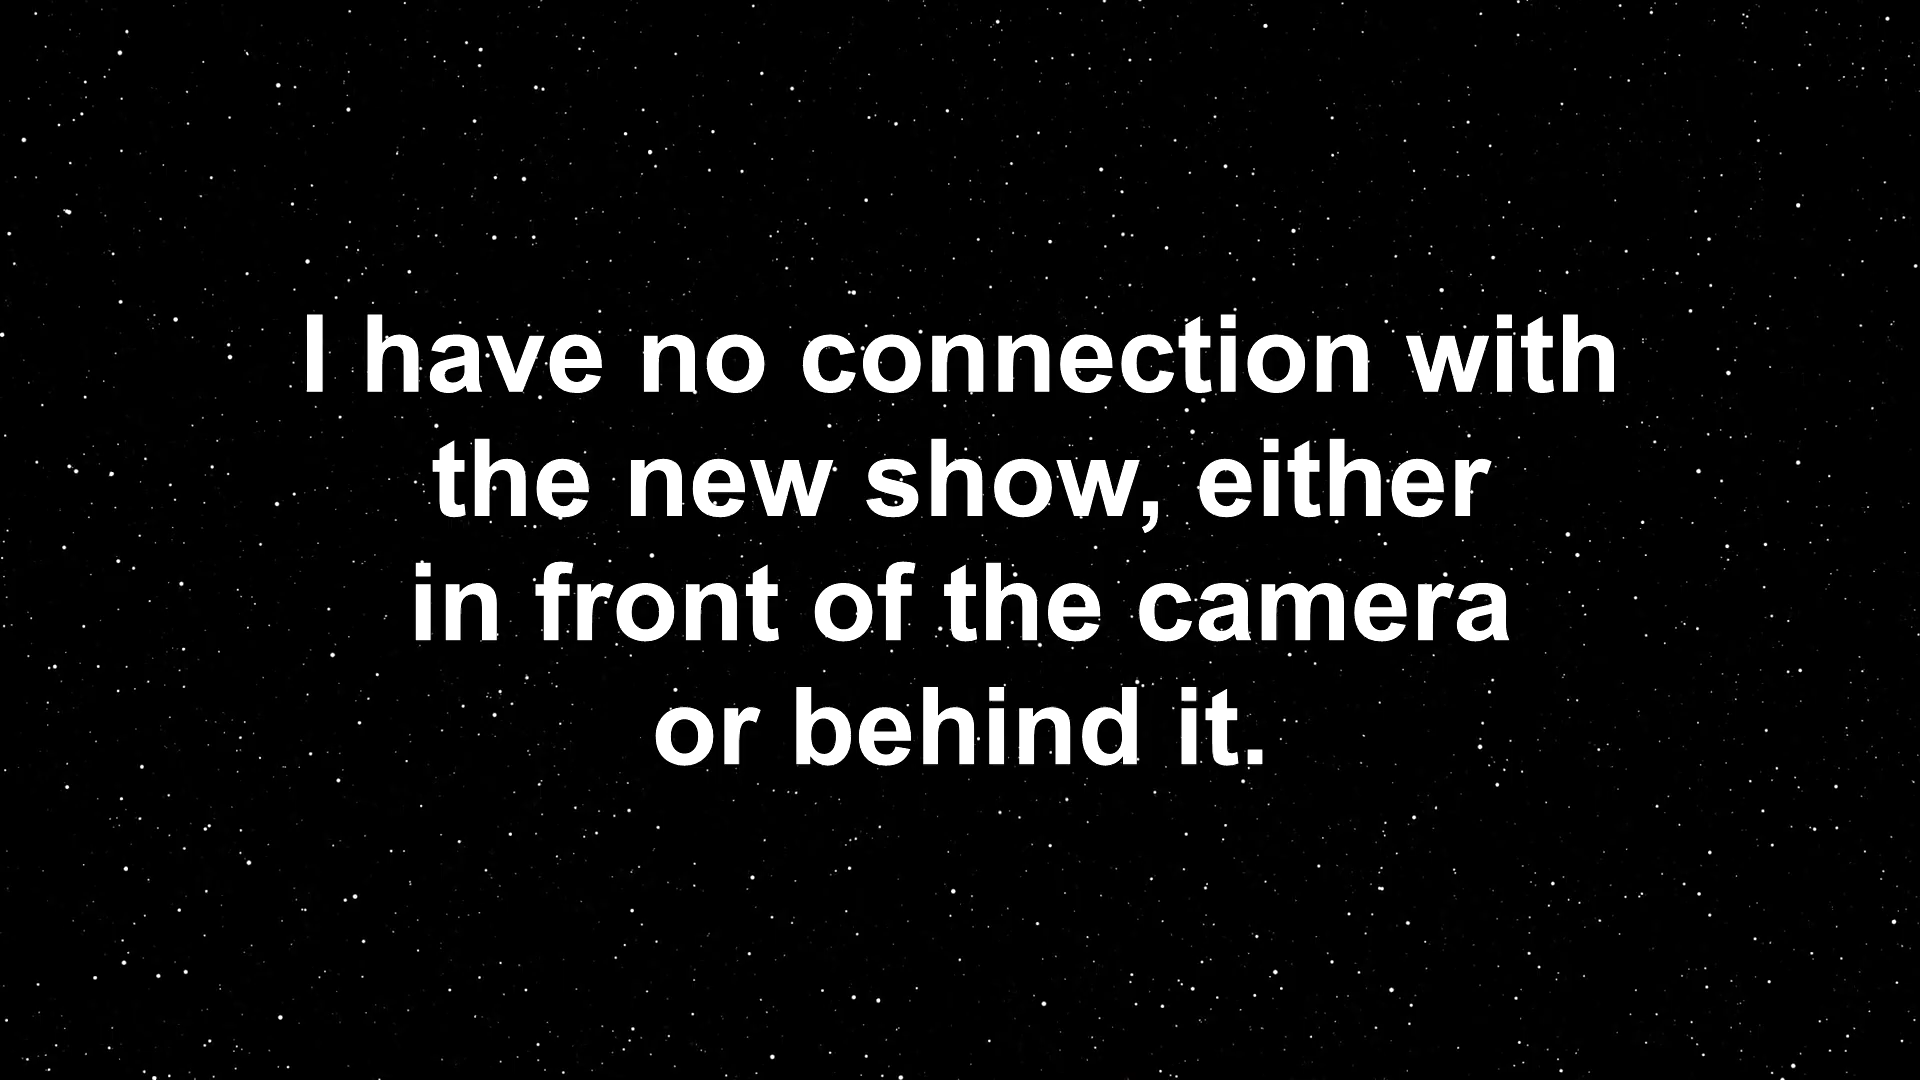 I have no connection with
the new show, either
in front of the camera
or behind it.